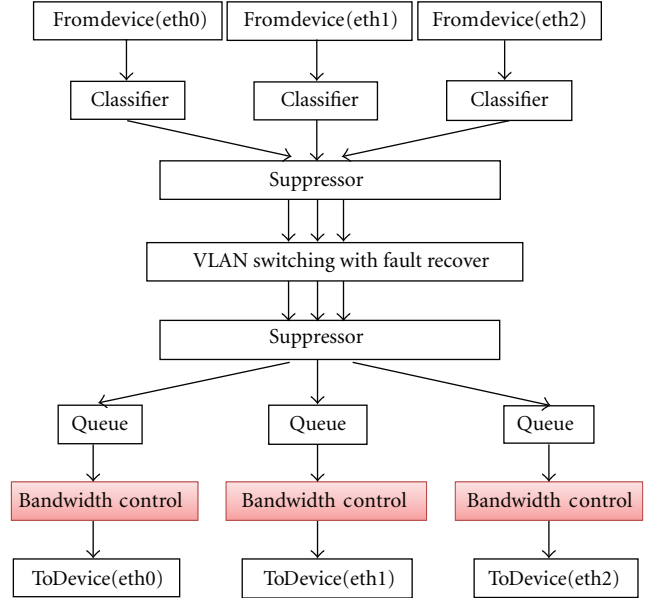 Fromdevice(eth0)
Fromdevice(eth1)
Fromdevice(eth2)
Classifier
Classifier
Classifier
Suppressor
VLAN switching with fault recover
Suppressor
Queue
Queue
Queue
Bandwidth control
Bandwidth control
Bandwidth control
ToDevice(eth0)
ToDevice(eth1)
ToDevice(eth2)